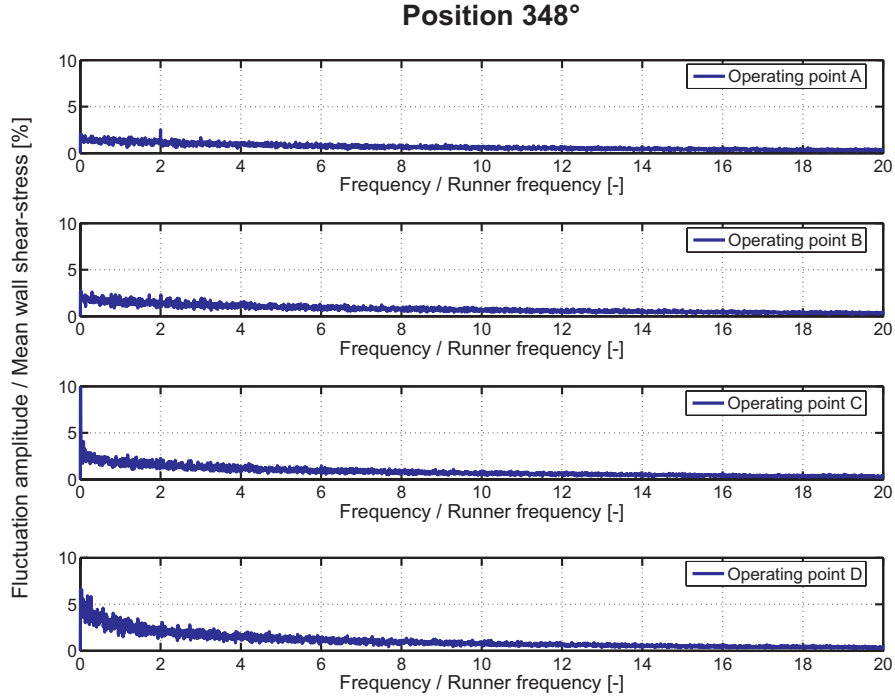 Position 348°
Fluctuation amplitude / Mean wall shear-stress [%]
10
5
0
Operating point A
0 2 4 6 8 10 12 14 16 18 20
Frequency / Runner frequency [-]
10
5
0
Operating point B
0 2 4 6 8 10 12 14 16 18 20
Frequency / Runner frequency [-]
10
5
0
Operating point C
0 2 4 6 8 10 12 14 16 18 20
Frequency / Runner frequency [-]
10
5
0
Operating point D
0 2 4 6 8 10 12 14 16 18 20
Frequency / Runner frequency [-]